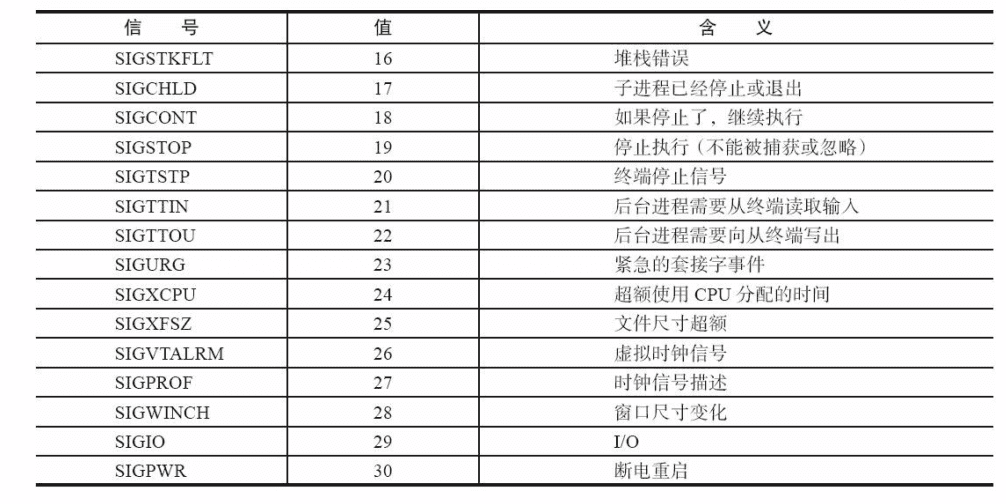 信 号 值 含 义
SIGSTKFLT 16 堆栈错误
SIGCHLD 17 子进程已经停止或退出
SIGCONT 18 如果停止了，继续执行
SIGSTOP 19 停止执行（不能被捕获或忽略）
SIGTSTP 20 终端停止信号
SIGTTIN 21 后台进程需要从终端读取输入
SIGTTOU 22 后台进程需要向从终端写出
SIGURG 23 紧急的套接字事件
SIGXCPU 24 超额使用 CPU 分配的时间
SIGXFSZ 25 文件尺寸超额
SIGVTALRM 26 虚拟时钟信号
SIGPROF 27 时钟信号描述
SIGWINCH 28 窗口尺寸变化
SIGIO 29 I/O
SIGPWR 30 断电重启